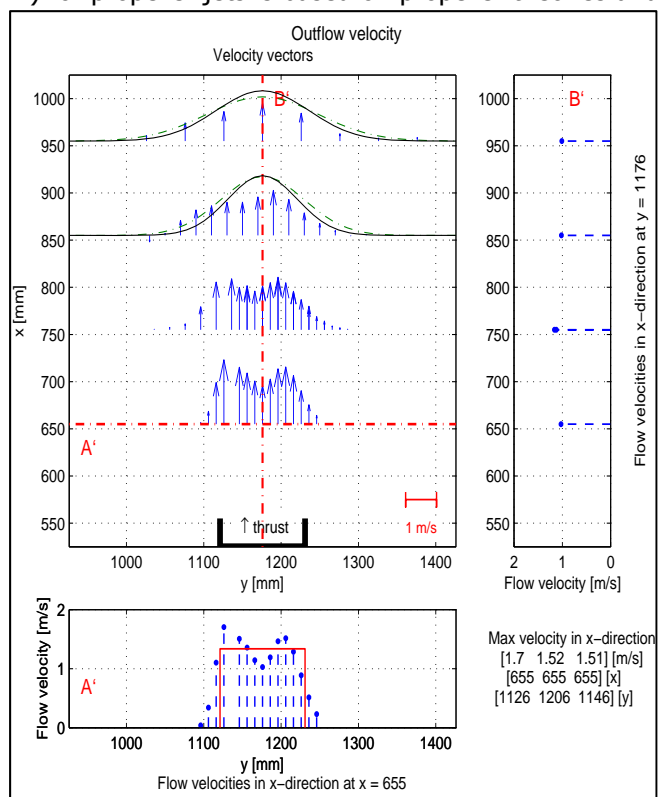 Outflow velocity
Velocity vectors
B'
B'
1000
950
900
850
800
750
700
650
600
550
x [mm]
A'
↑ thrust
1 m/s
1000 1100 1200 1300 1400
y [mm]
1000
950
900
850
800
750
700
650
600
550
2 1 0
Flow velocity [m/s]
Flow velocities in x-direction at y = 1176
2
1.5
1
0.5
0
Flow velocity [m/s]
A'
1000 1100 1200 1300 1400
y [mm]
Flow velocities in x-direction at x = 655
Max velocity in x-direction
[1.7 1.52 1.51] [m/s]
[655 655 655] [x]
[1126 1206 1146] [y]